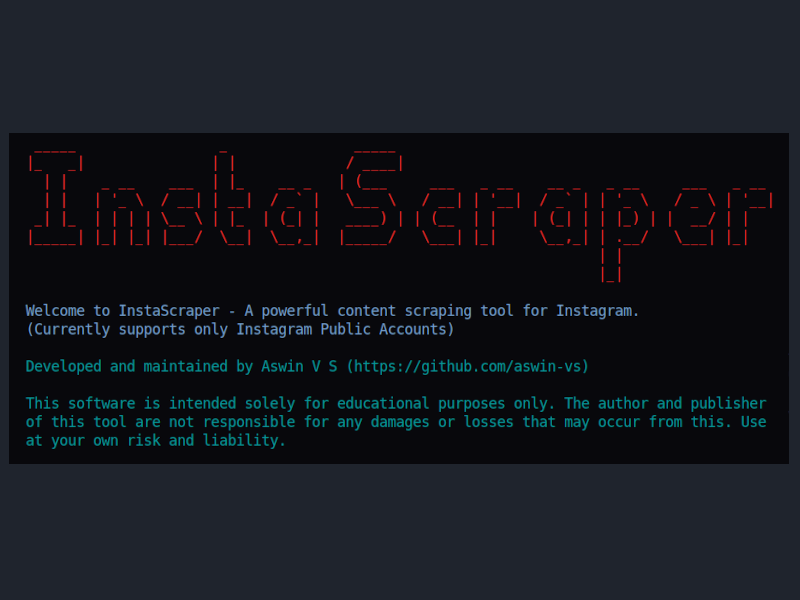 InstaScraper
Welcome to InstaScraper - A powerful content scraping tool for Instagram.
(Currently supports only Instagram Public Accounts)
Developed and maintained by Aswin V S (https://github.com/aswin-vs)
This software is intended solely for educational purposes only. The author and publisher
of this tool are not responsible for any damages or losses that may occur from this. Use
at your own risk and liability.